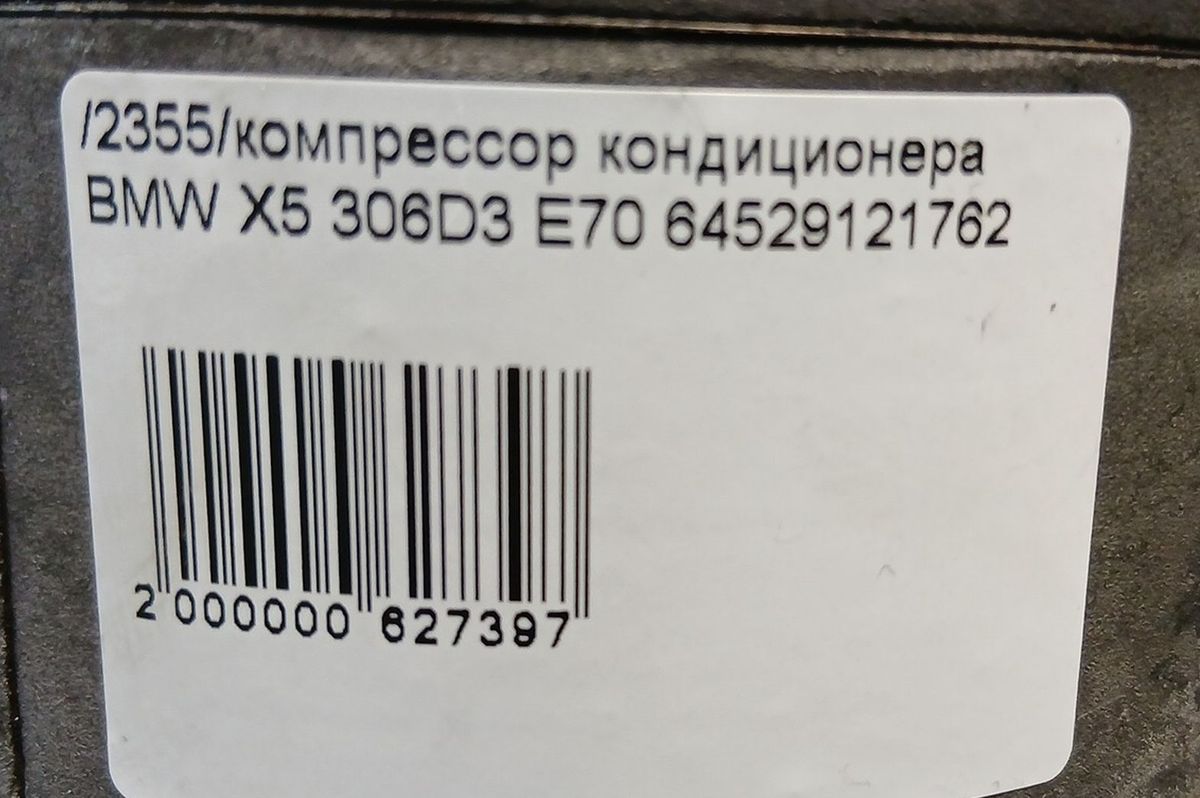 /2355/компрессор кондиционера
BMW X5 306D3 E70 64529121762
2 000000 627397